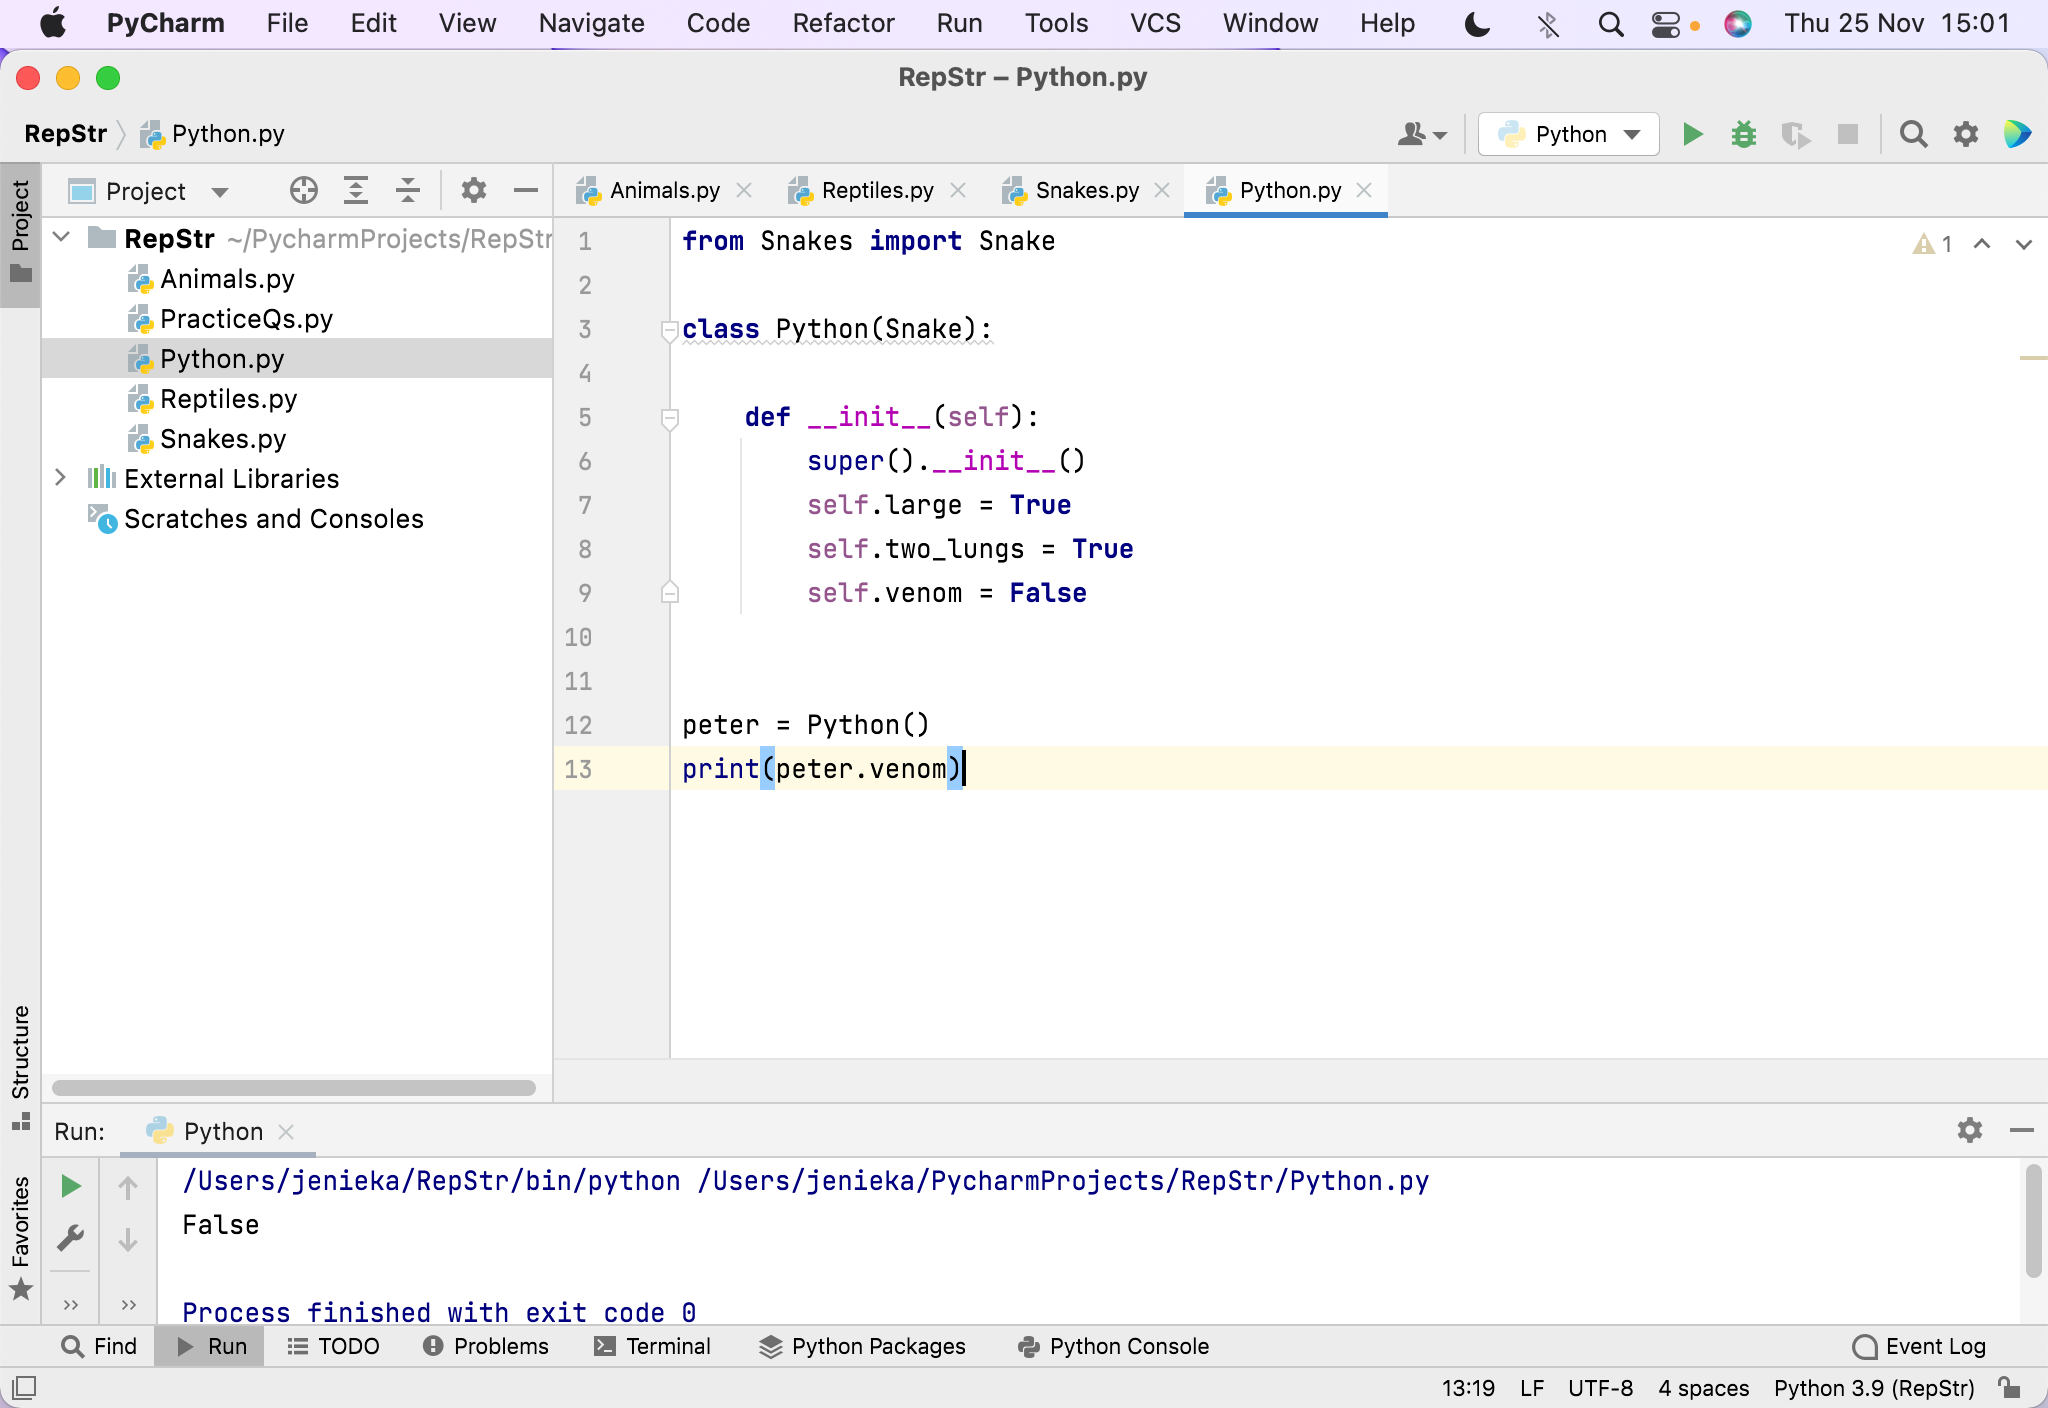 PyCharm File Edit View Navigate Code Refactor Run Tools VCS Window Help Thu 25 Nov 15:01
RepStr – Python.py
RepStr Python.py
Python
Project
Project
Animals.py
Reptiles.py
Snakes.py
Python.py
RepStr ~/PycharmProjects/RepStr
Animals.py
PracticeQs.py
Python.py
Reptiles.py
Snakes.py
External Libraries
Scratches and Consoles
1 from Snakes import Snake
2
3 class Python(Snake):
4
5 def __init__(self):
6 super().__init__()
7 self.large = True
8 self.two_lungs = True
9 self.venom = False
10
11
12 peter = Python()
13 print(peter.venom)
1
Structure
Favorites
Run: Python
/Users/jenieka/RepStr/bin/python /Users/jenieka/PycharmProjects/RepStr/Python.py
False
Process finished with exit code 0
Find Run TODO Problems Terminal Python Packages Python Console Event Log
13:19 LF UTF-8 4 spaces Python 3.9 (RepStr)